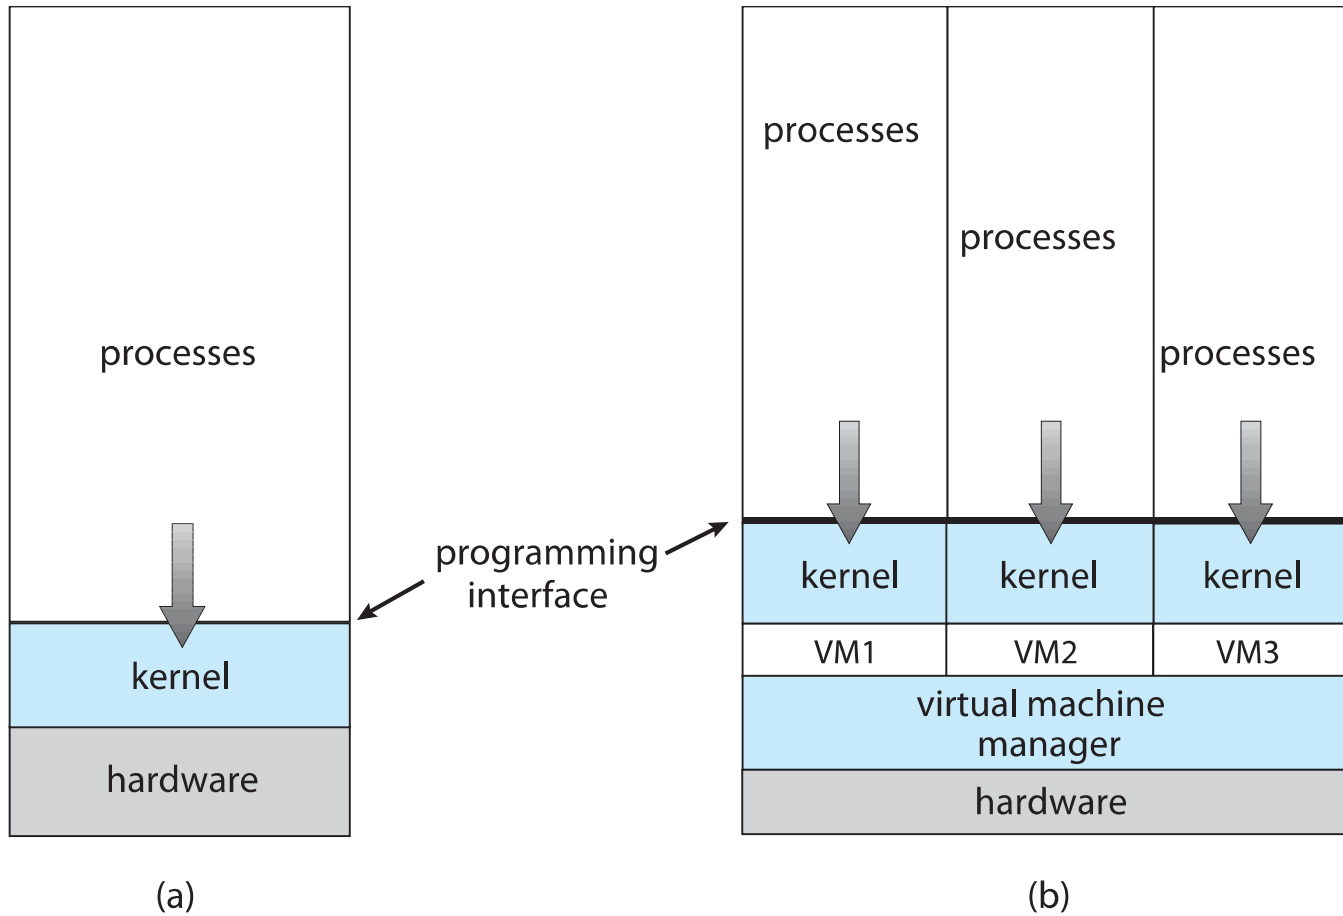 processes
kernel
hardware
(a)
programming
interface
processes
processes
processes
kernel
kernel
kernel
VM1
VM2
VM3
virtual machine
manager
hardware
(b)